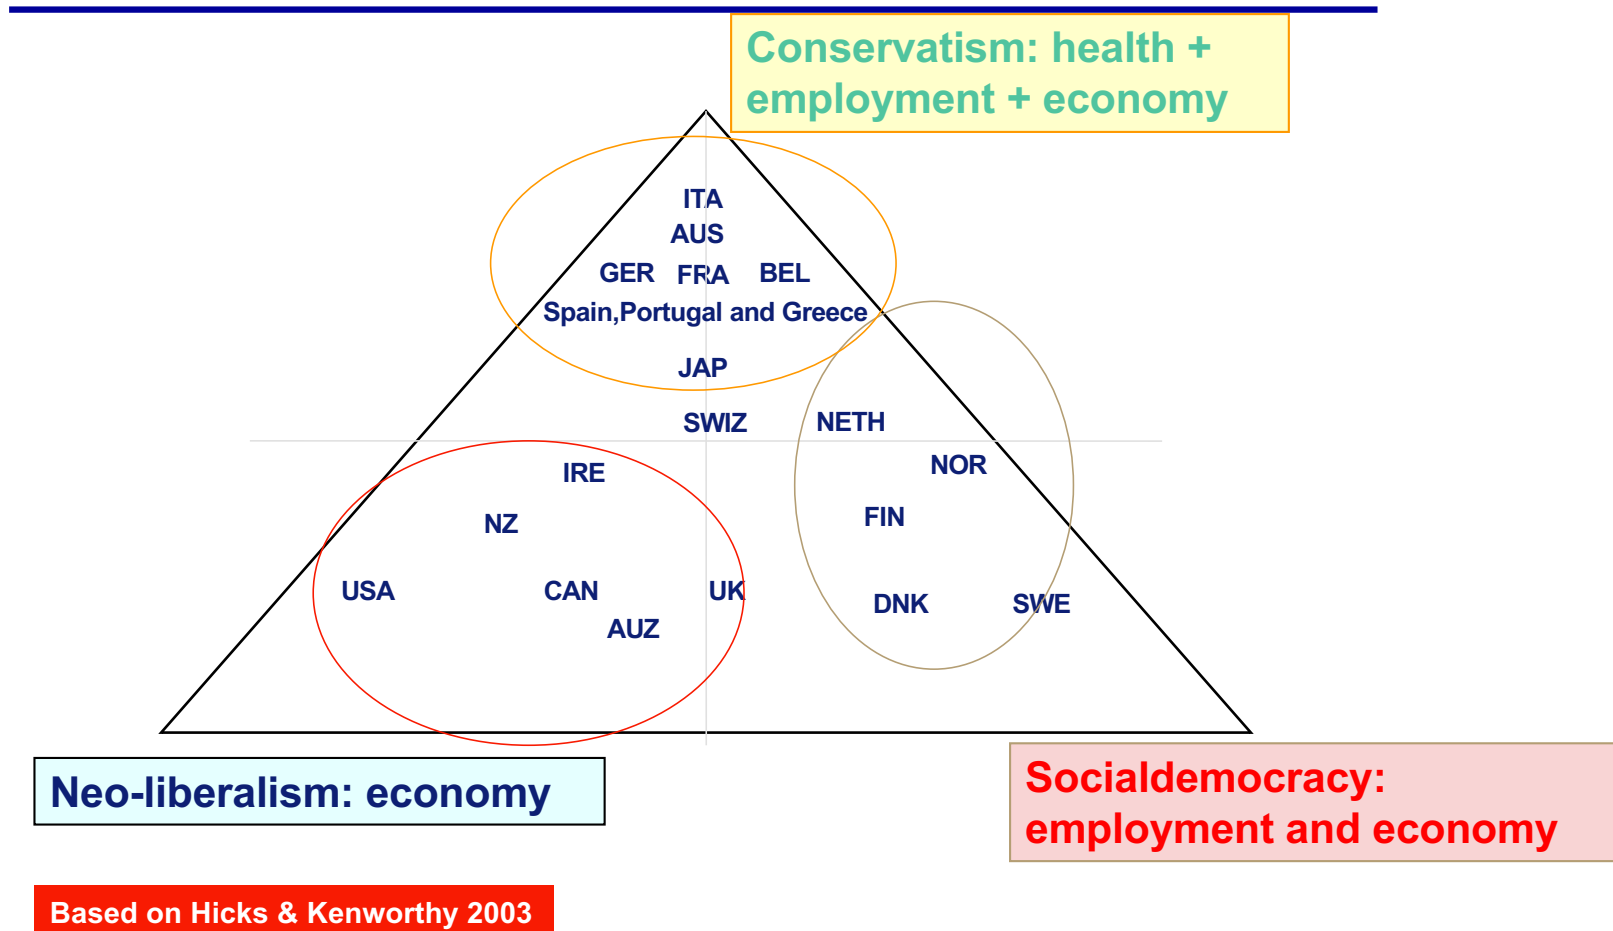 Conservatism: health +
employment + economy
ITA
AUS
GER FRA BEL
Spain,Portugal and Greece
JAP
SWIZ NETH
NOR
IRE
FIN
NZ
USA CAN UK
DNK SWE
AUZ
Neo-liberalism: economy
Socialdemocracy:
employment and economy
Based on Hicks & Kenworthy 2003